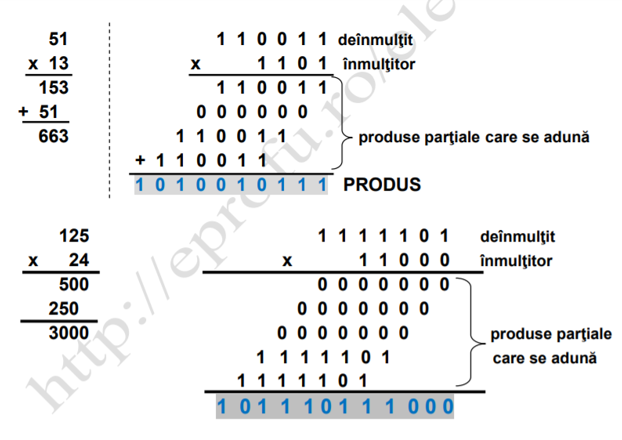 51
x 13
153
+ 51
663
1 1 0 0 1 1 deînmulţit
x 1 1 0 1 înmulţitor
1 1 0 0 1 1
0 0 0 0 0 0
1 1 0 0 1 1
+ 1 1 0 0 1 1
produse parţiale care se adună
1 0 1 0 0 1 0 1 1 1 PRODUS
125
x 24
500
250
3000
1 1 1 1 1 0 1 deînmulţit
x 1 1 0 0 0 înmulţitor
0 0 0 0 0 0 0
0 0 0 0 0 0 0
0 0 0 0 0 0 0
1 1 1 1 1 0 1
1 1 1 1 1 0 1
produse parţiale
care se adună
1 0 1 1 1 0 1 1 1 0 0 0
http://eprofu.ro/ele